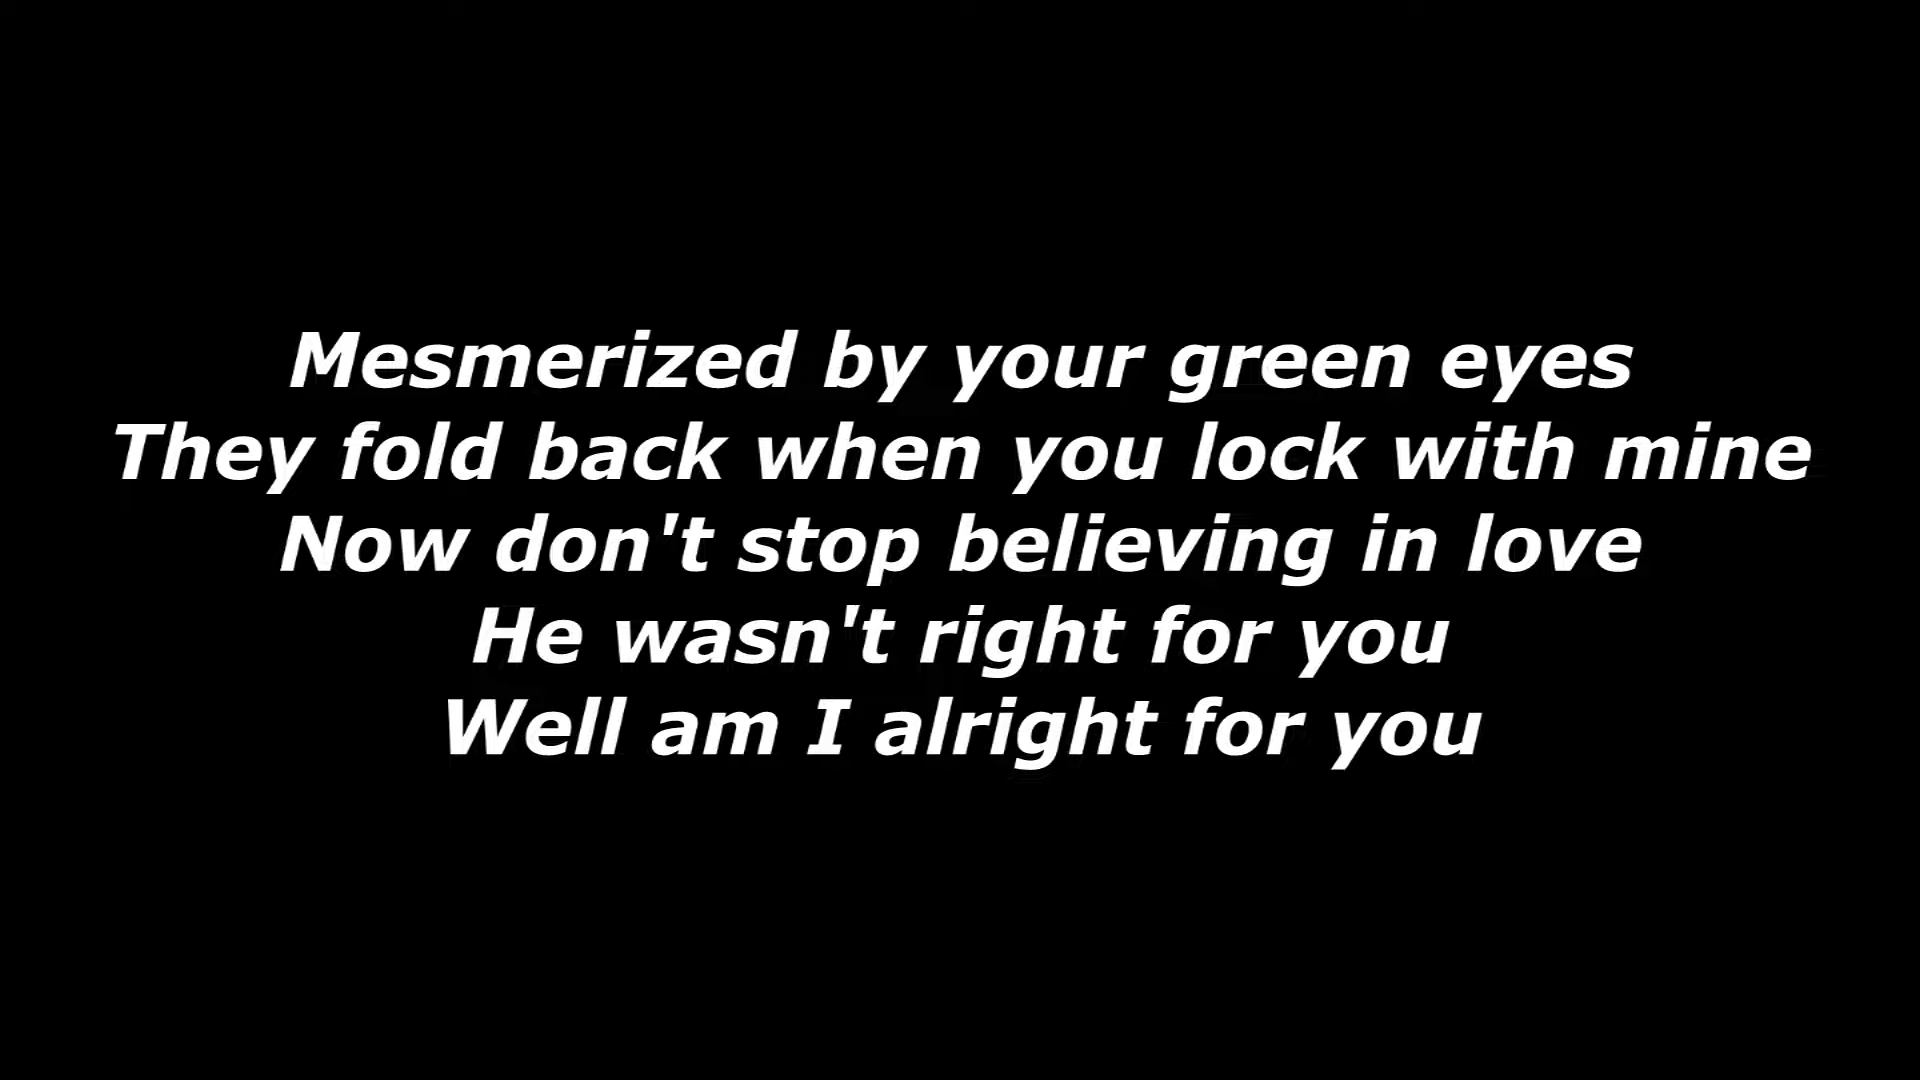 Mesmerized by your green eyes
They fold back when you lock with mine
Now don't stop believing in love
He wasn't right for you
Well am I alright for you